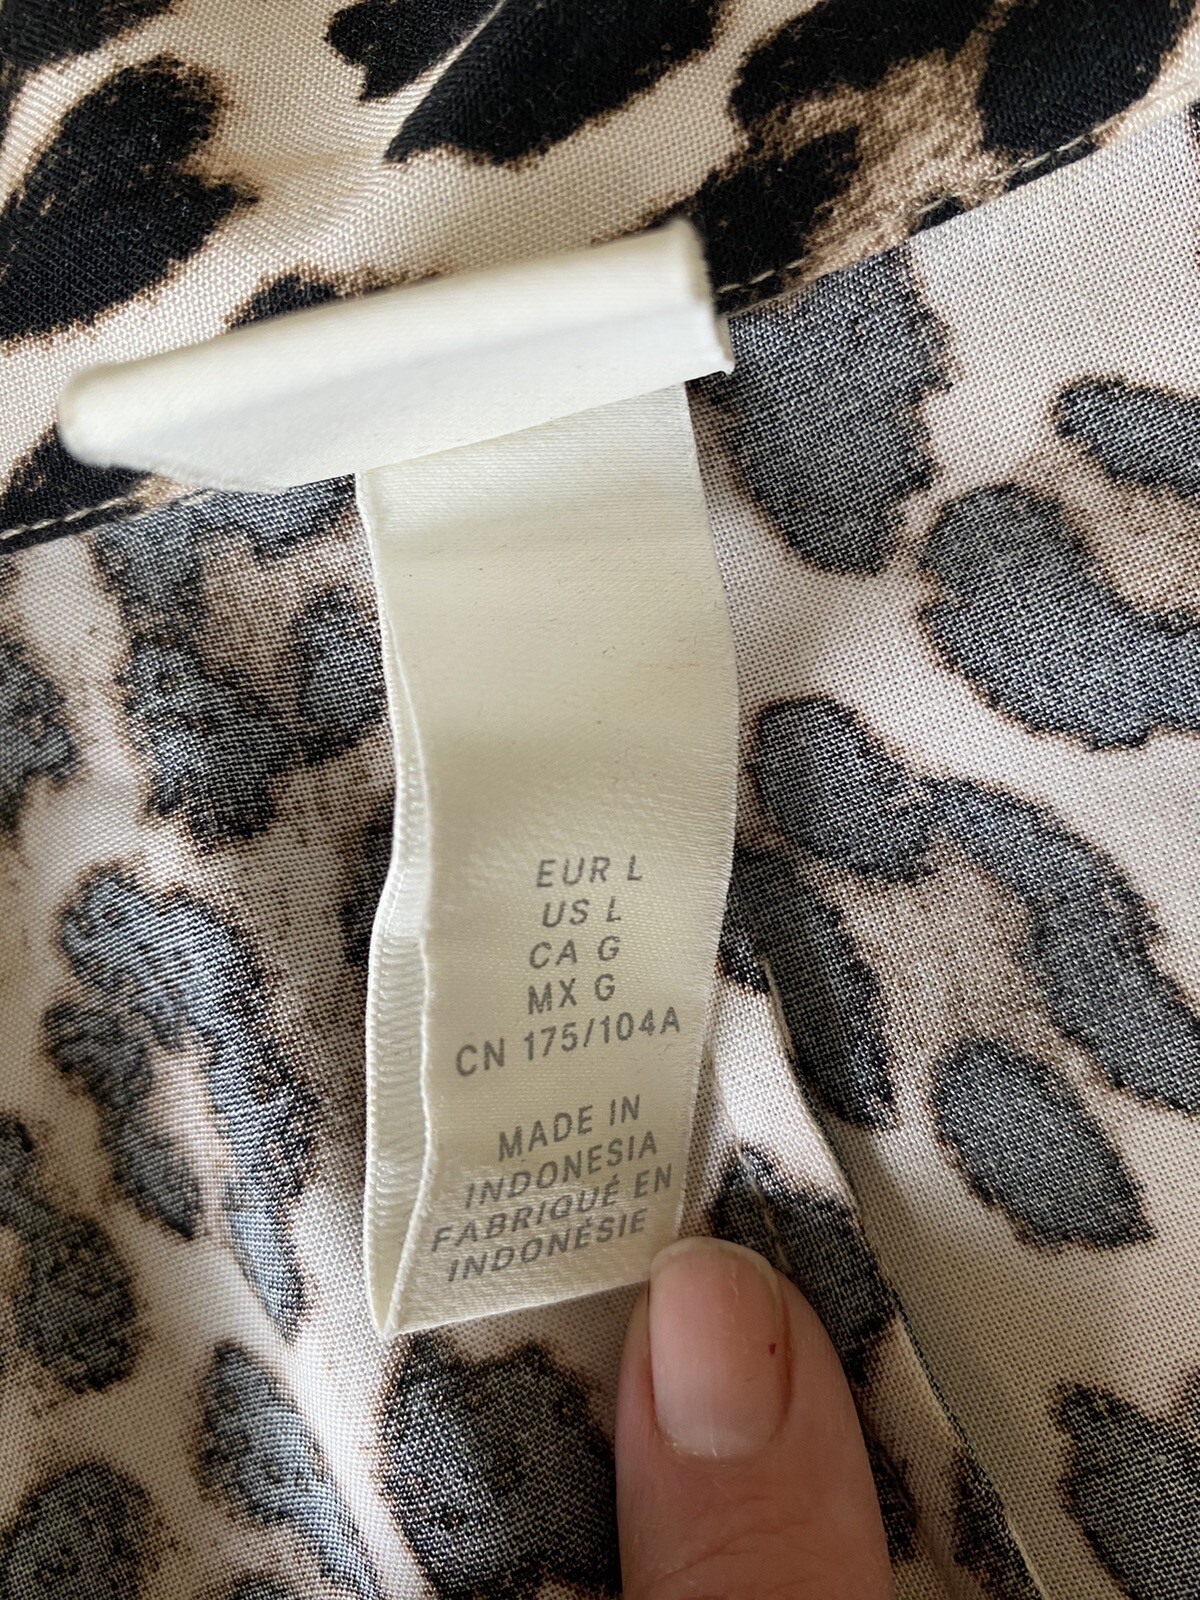 EUR L
US L
CA G
MX G
CN 175/104A
MADE IN
INDONESIA
FABRIQUÉ EN
INDONÉSIE